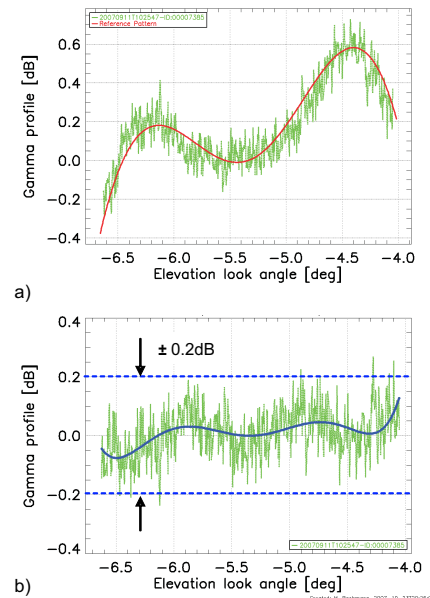 20070911T102547-ID:00007385
Reference Pattern
Gamma profile [dB]
0.6
0.4
0.2
0.0
−0.2
−0.4
−6.5 −6.0 −5.5 −5.0 −4.5 −4.0
Elevation look angle [deg]
a)
Gamma profile [dB]
0.4
0.2
0.0
−0.2
−0.4
± 0.2dB
20070911T102547-ID:00007385
−6.5 −6.0 −5.5 −5.0 −4.5 −4.0
Elevation look angle [deg]
b)